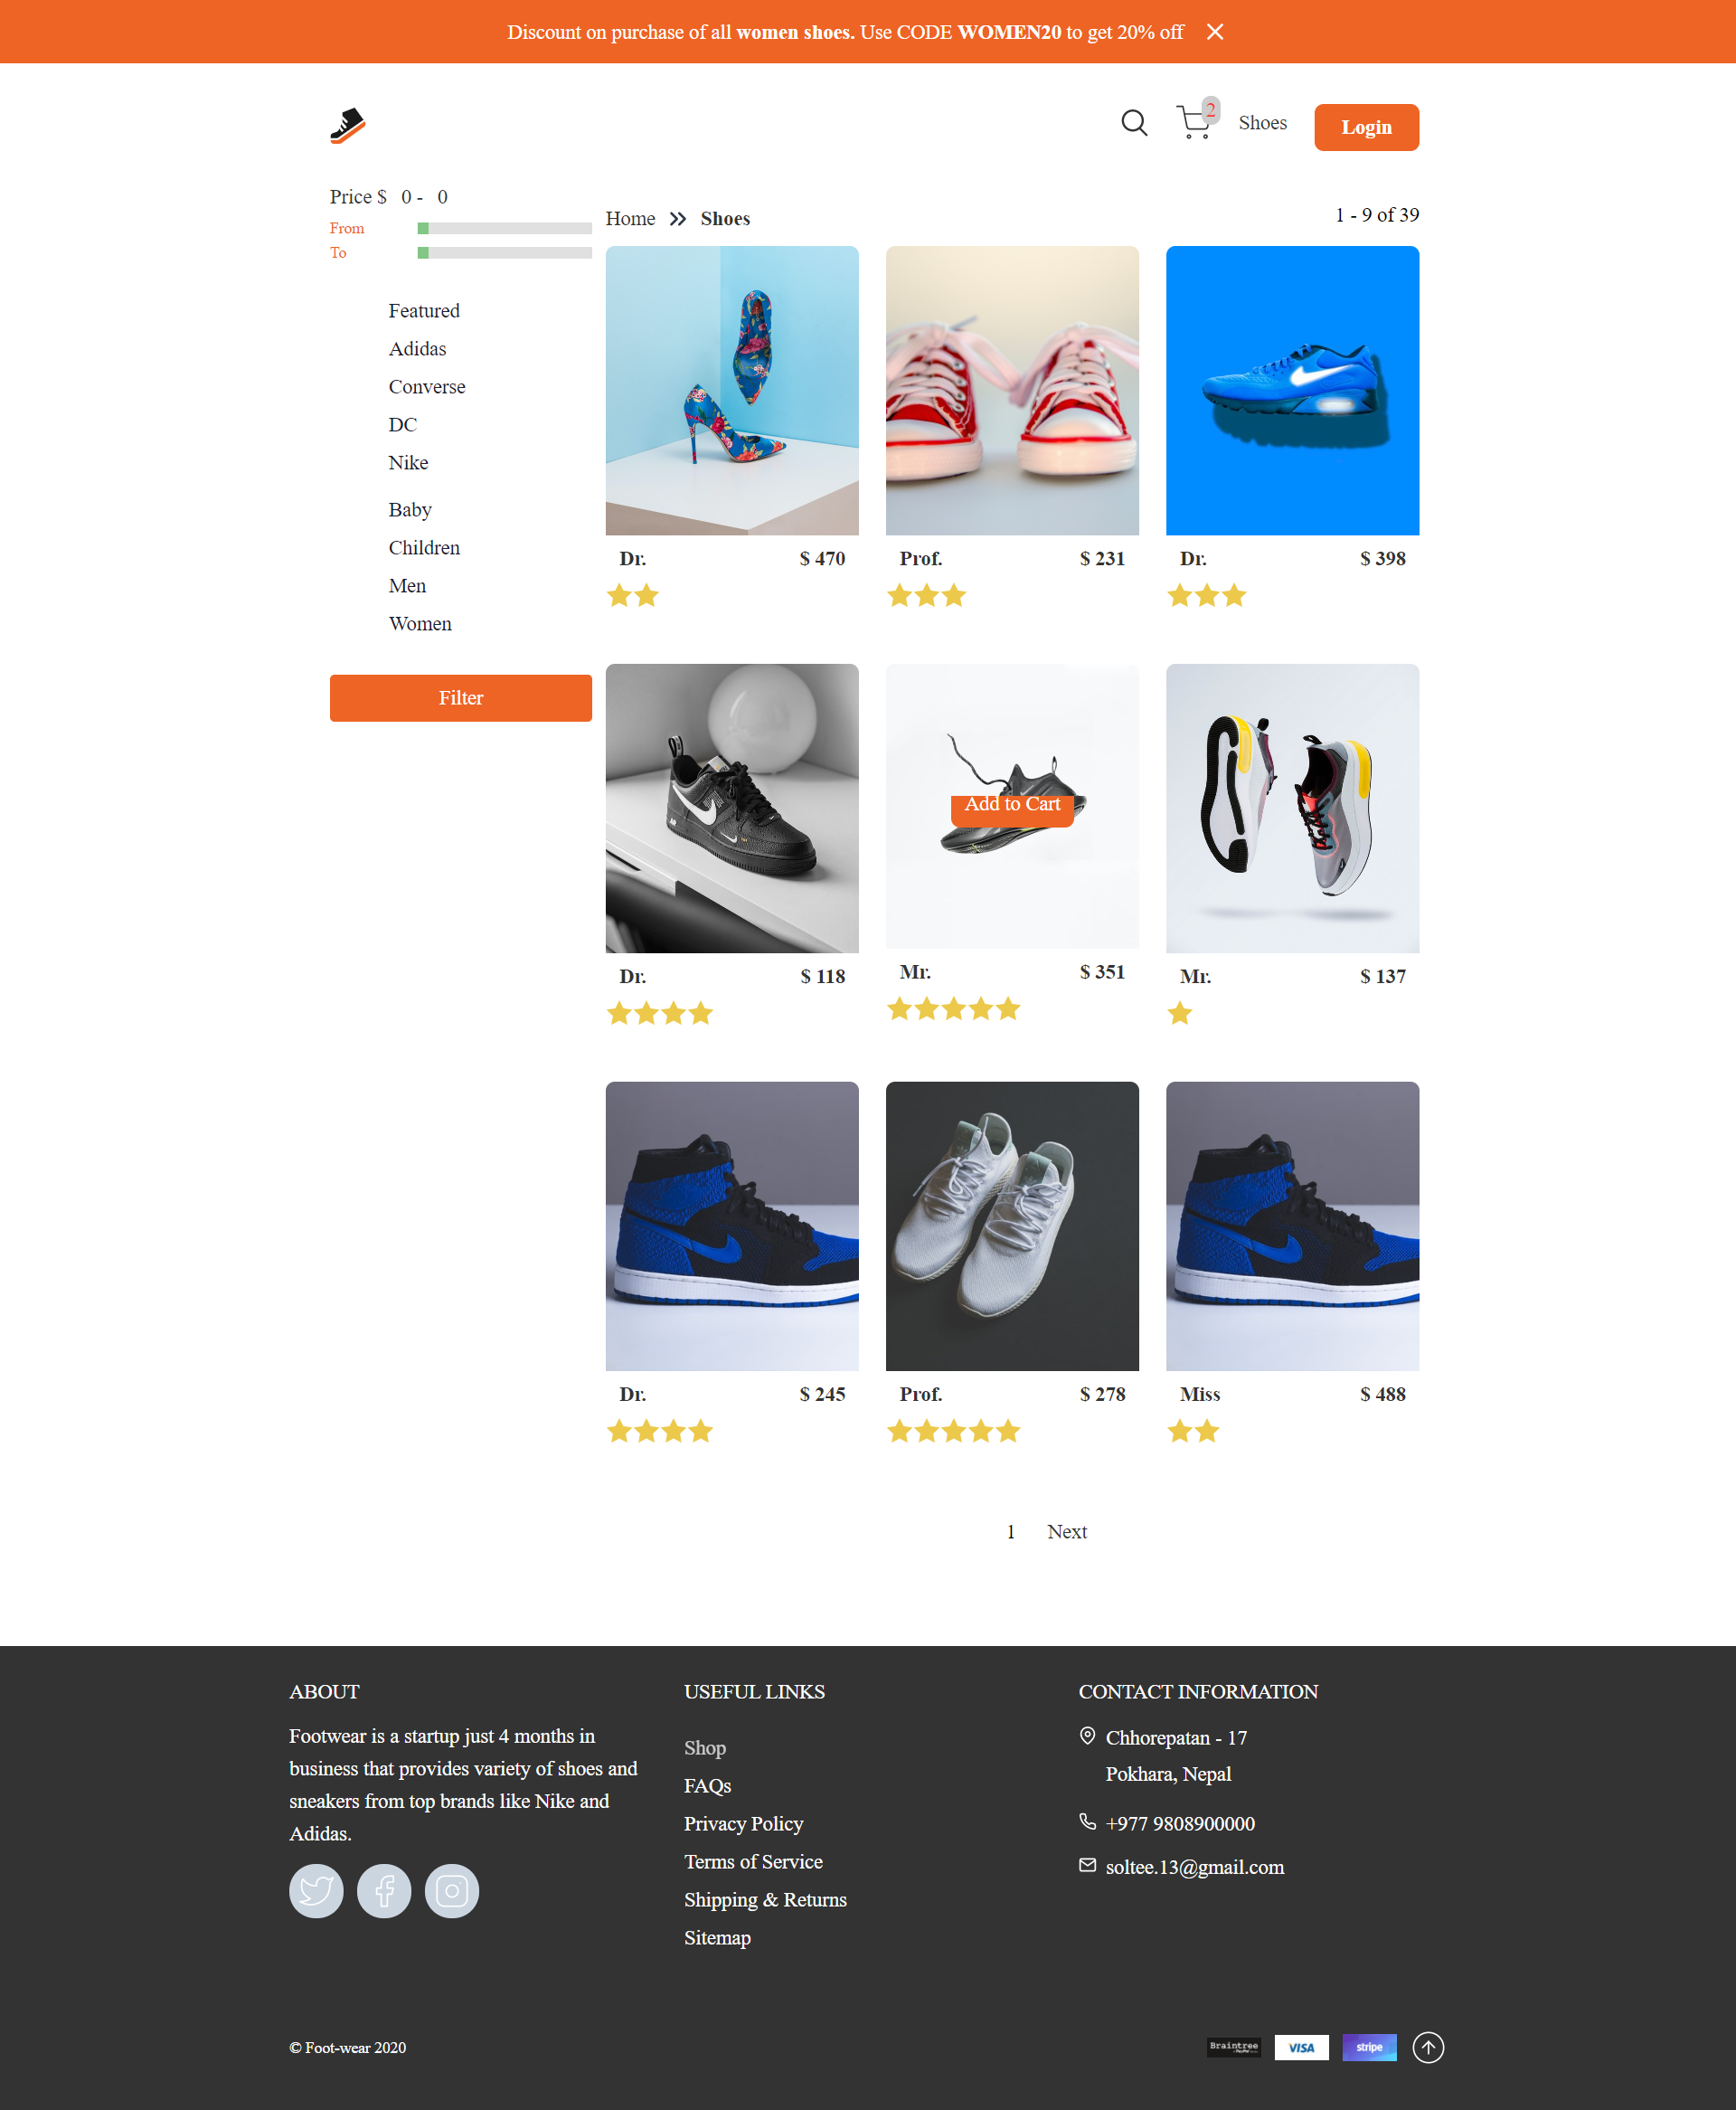 Discount on purchase of all women shoes. Use CODE WOMEN20 to get 20% off
2
Shoes
Login
Price $ 0 - 0
From
To
Featured
Adidas
Converse
DC
Nike
Baby
Children
Men
Women
Filter
Home Shoes
1 - 9 of 39
Dr. $ 470
Prof. $ 231
Dr. $ 398
Add to Cart
Dr. $ 118
Mr. $ 351
Mr. $ 137
Dr. $ 245
Prof. $ 278
Miss $ 488
1 Next
ABOUT
Footwear is a startup just 4 months in
business that provides variety of shoes and
sneakers from top brands like Nike and
Adidas.
USEFUL LINKS
Shop
FAQs
Privacy Policy
Terms of Service
Shipping & Returns
Sitemap
CONTACT INFORMATION
Chhorepatan - 17
Pokhara, Nepal
+977 9808900000
soltee.13@gmail.com
© Foot-wear 2020
Braintree
VISA
stripe